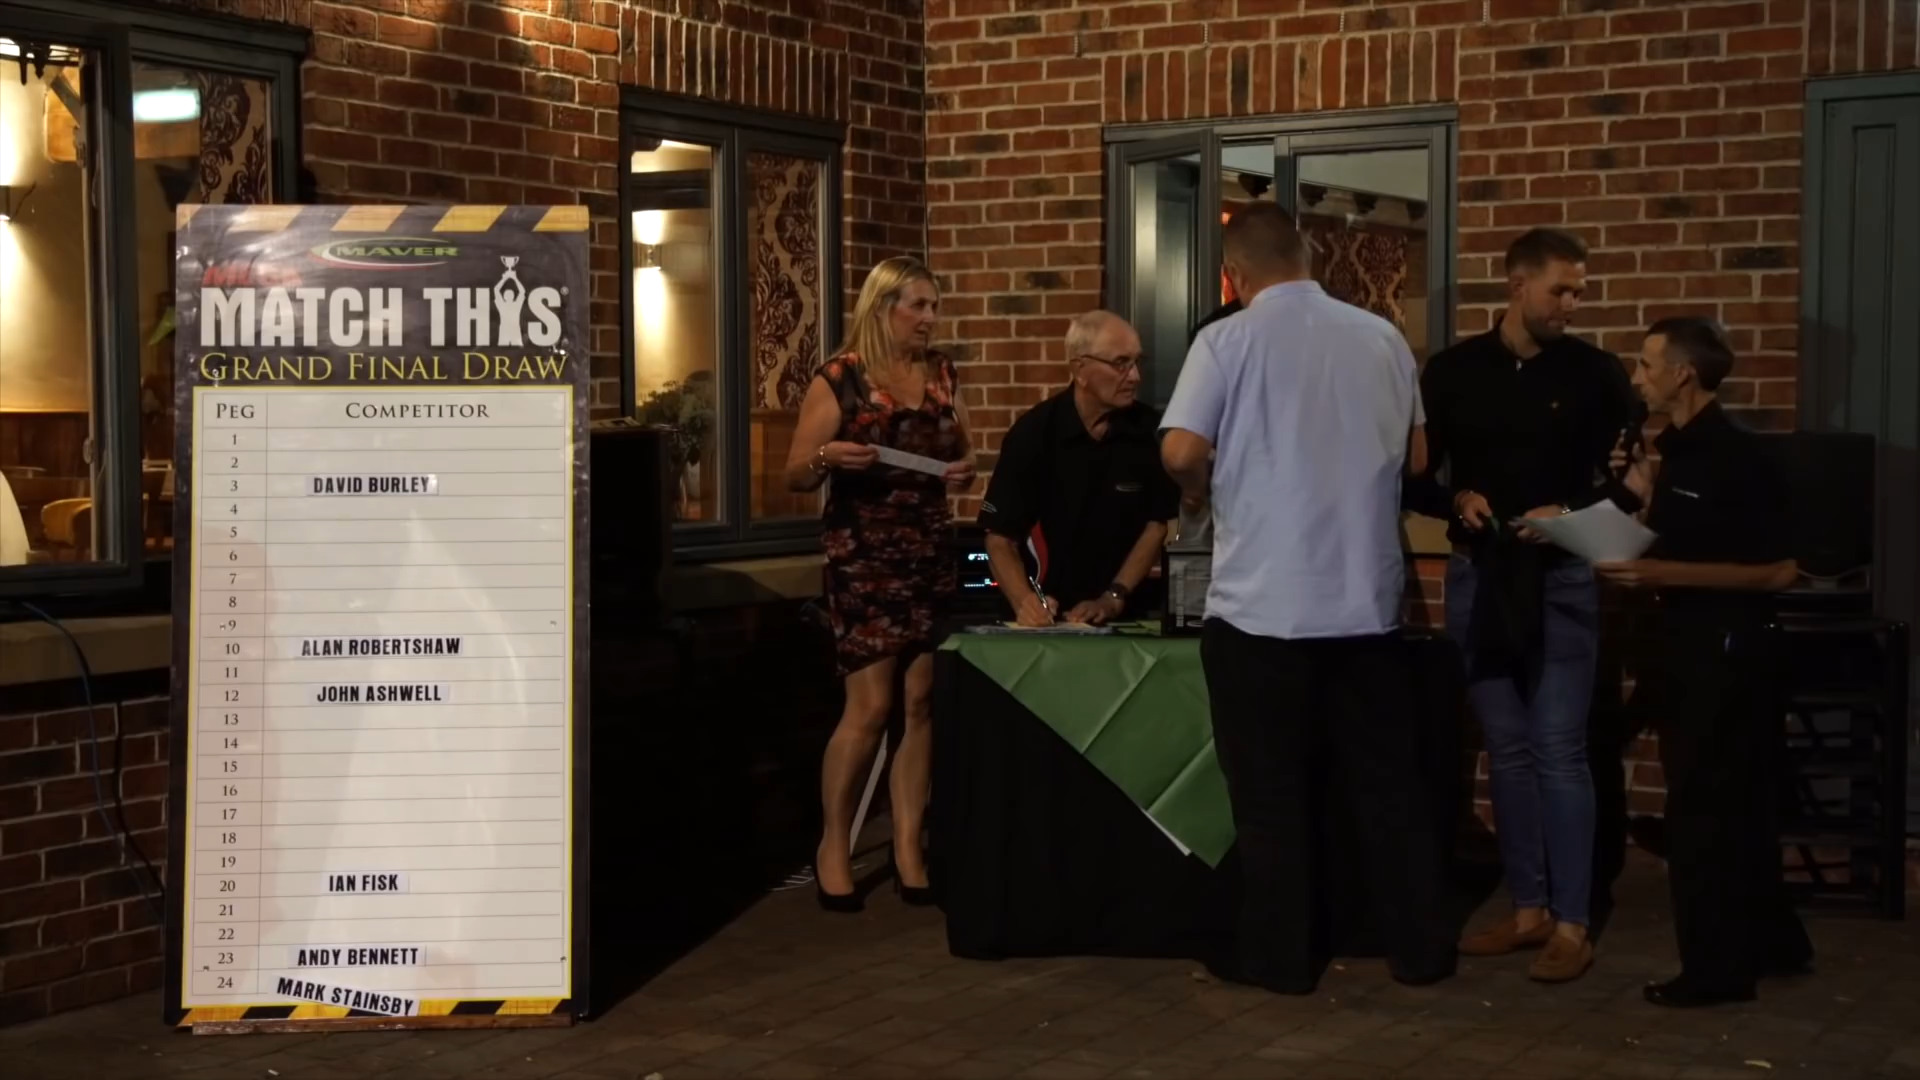 MAVER
MEGA
MATCH THIS
GRAND FINAL DRAW
PEG COMPETITOR
1
2
3 DAVID BURLEY
4
5
6
7
8
9
10 ALAN ROBERTSHAW
11
12 JOHN ASHWELL
13
14
15
16
17
18
19
20 IAN FISK
21
22
23 ANDY BENNETT
24 MARK STAINSBY